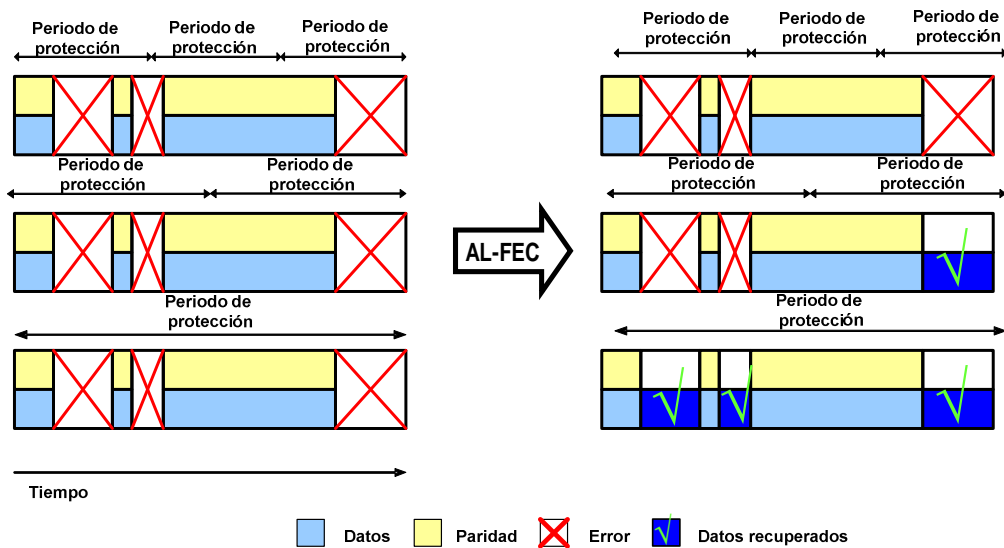 Periodo de
protección
Periodo de
protección
Periodo de
protección
Periodo de
protección
Periodo de
protección
Periodo de
protección
Periodo de
protección
Periodo de
protección
Periodo de
protección
Periodo de
protección
AL-FEC
Periodo de
protección
Periodo de
protección
Tiempo
Datos
Paridad
Error
Datos recuperados